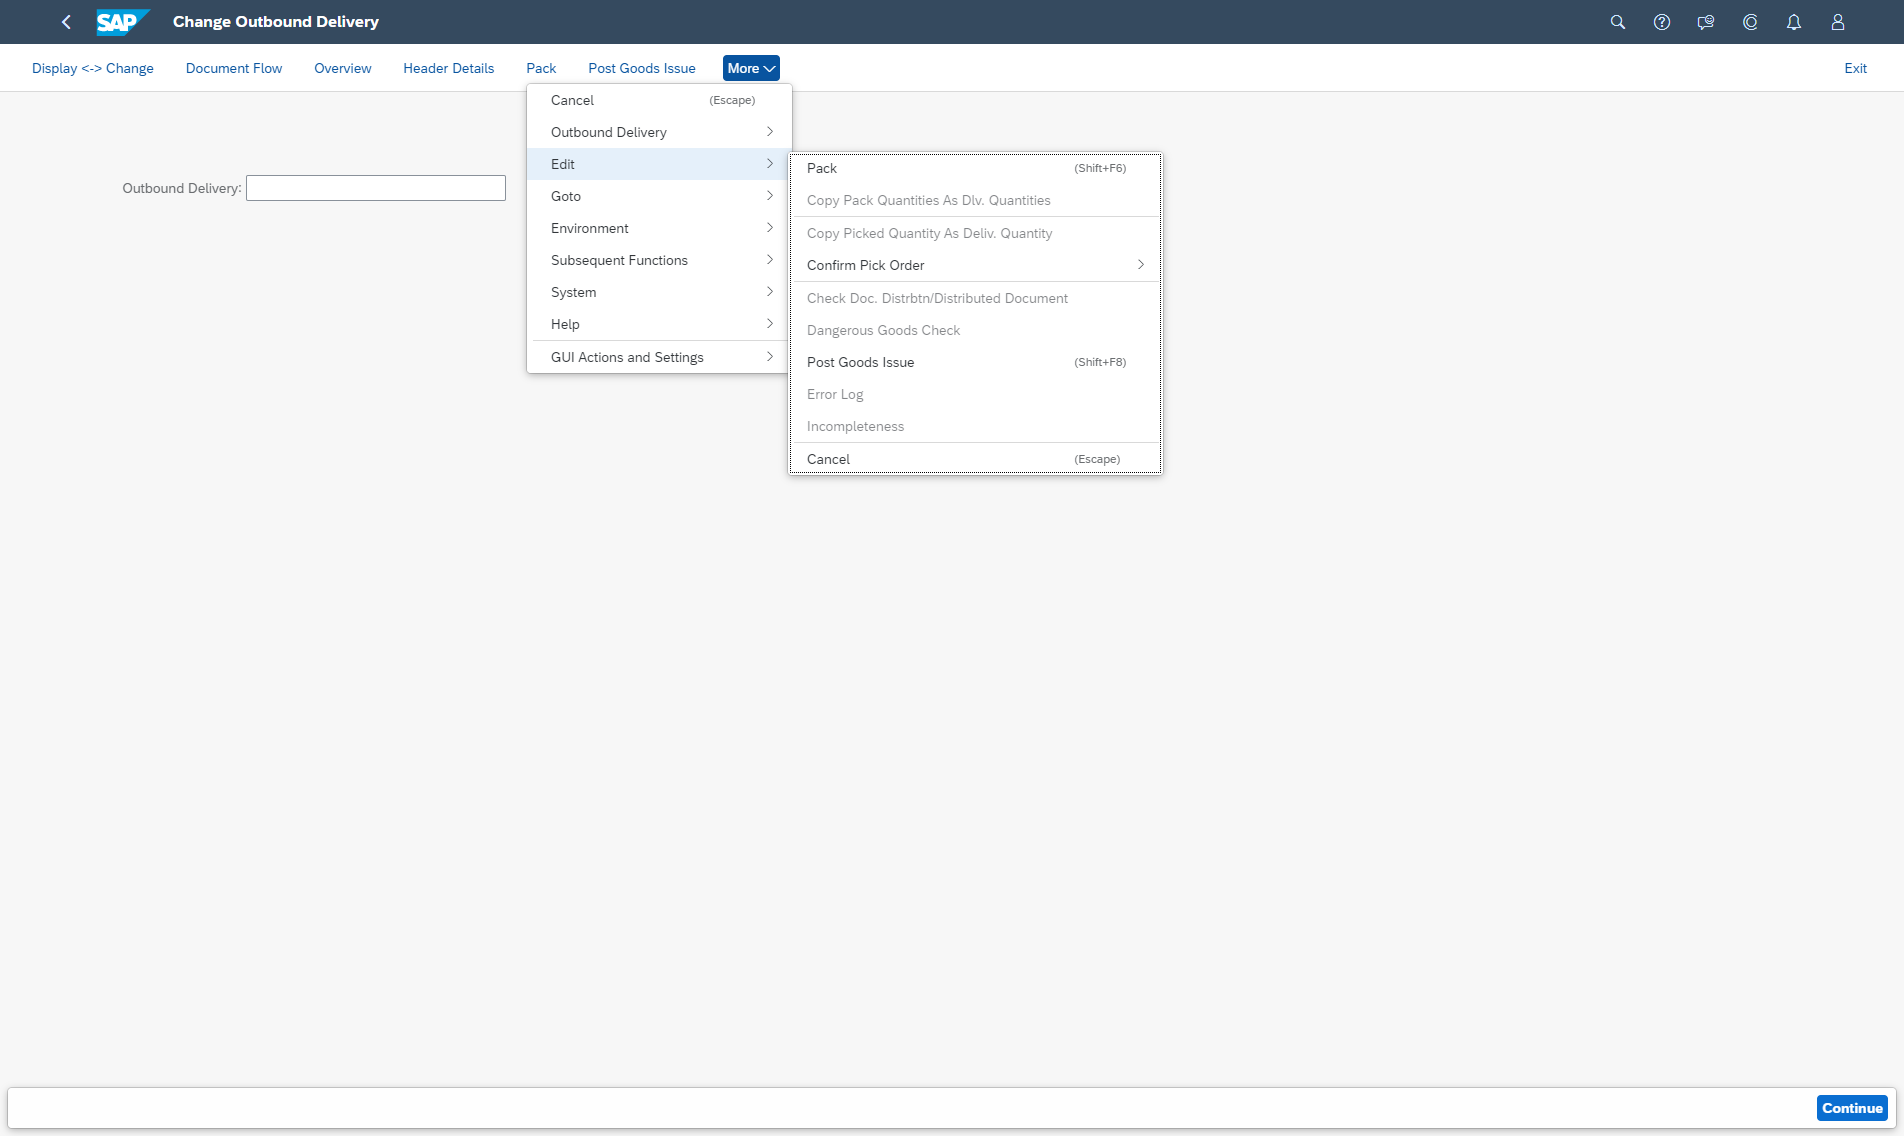 SAP Change Outbound Delivery
Display <-> Change Document Flow Overview Header Details Pack Post Goods Issue More Exit
Cancel (Escape)
Outbound Delivery
Edit
Goto
Environment
Subsequent Functions
System
Help
GUI Actions and Settings
Outbound Delivery:
Pack (Shift+F6)
Copy Pack Quantities As Dlv. Quantities
Copy Picked Quantity As Deliv. Quantity
Confirm Pick Order
Check Doc. Distrbtn/Distributed Document
Dangerous Goods Check
Post Goods Issue (Shift+F8)
Error Log
Incompleteness
Cancel (Escape)
Continue